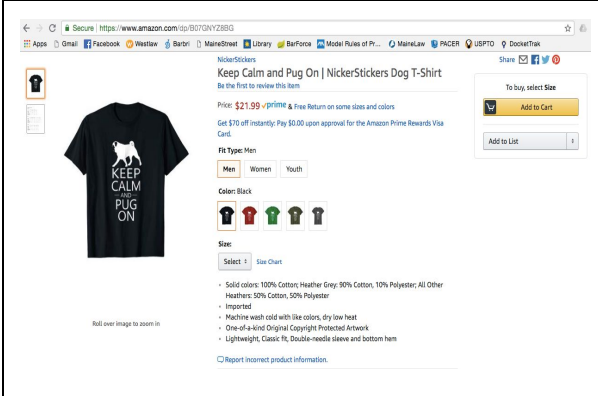 Secure | https://www.amazon.com/dp/B07GNYZ8BG
Apps Gmail Facebook Westlaw Barbri MaineStreet Library BarForce Model Rules of Pr... MaineLaw PACER USPTO DocketTrak
NickerStickers
Keep Calm and Pug On | NickerStickers Dog T-Shirt
Be the first to review this item
Price: $21.99 prime & Free Return on some sizes and colors
Get $70 off instantly: Pay $0.00 upon approval for the Amazon Prime Rewards Visa
Card.
Fit Type: Men
Men Women Youth
Color: Black
Size:
Select Size Chart
Solid colors: 100% Cotton; Heather Grey: 90% Cotton, 10% Polyester; All Other
Heathers: 50% Cotton, 50% Polyester
Imported
Machine wash cold with like colors, dry low heat
One-of-a-kind Original Copyright Protected Artwork
Lightweight, Classic fit, Double-needle sleeve and bottom hem
Report incorrect product information.
KEEP
CALM
AND
PUG
ON
Roll over image to zoom in
Share
To buy, select Size
Add to Cart
Add to List